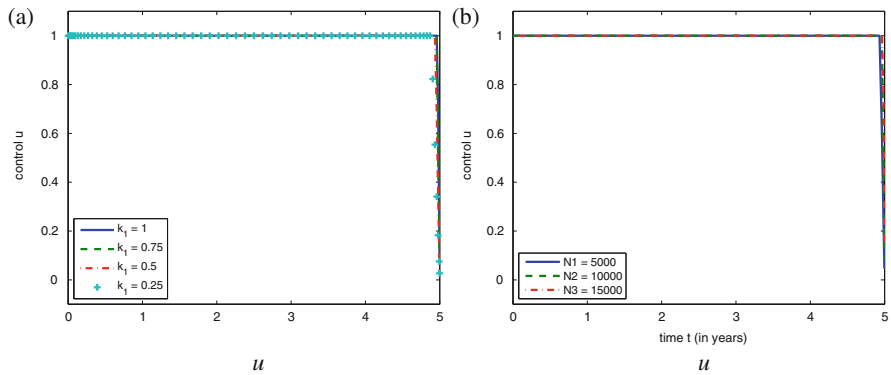 (a)
control u
1
0.8
0.6
0.4
0.2
0
k₁ = 1
k₁ = 0.75
k₁ = 0.5
k₁ = 0.25
0 1 2 3 4 5
u
(b)
control u
1
0.8
0.6
0.4
0.2
0
N1 = 5000
N2 = 10000
N3 = 15000
0 1 2 3 4 5
time t (in years)
u